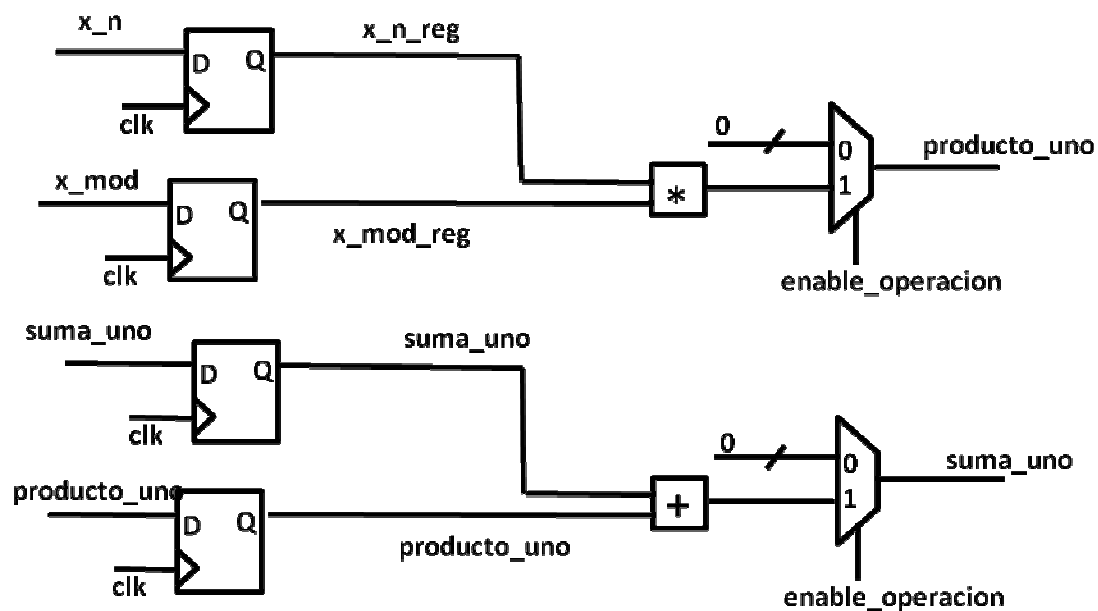 x_n
x_n_reg
D Q
clk
0
0
producto_uno
x_mod
*
1
D Q
x_mod_reg
clk
enable_operacion
suma_uno
suma_uno
D Q
clk
0
0
suma_uno
producto_uno
+
1
D Q
producto_uno
clk
enable_operacion